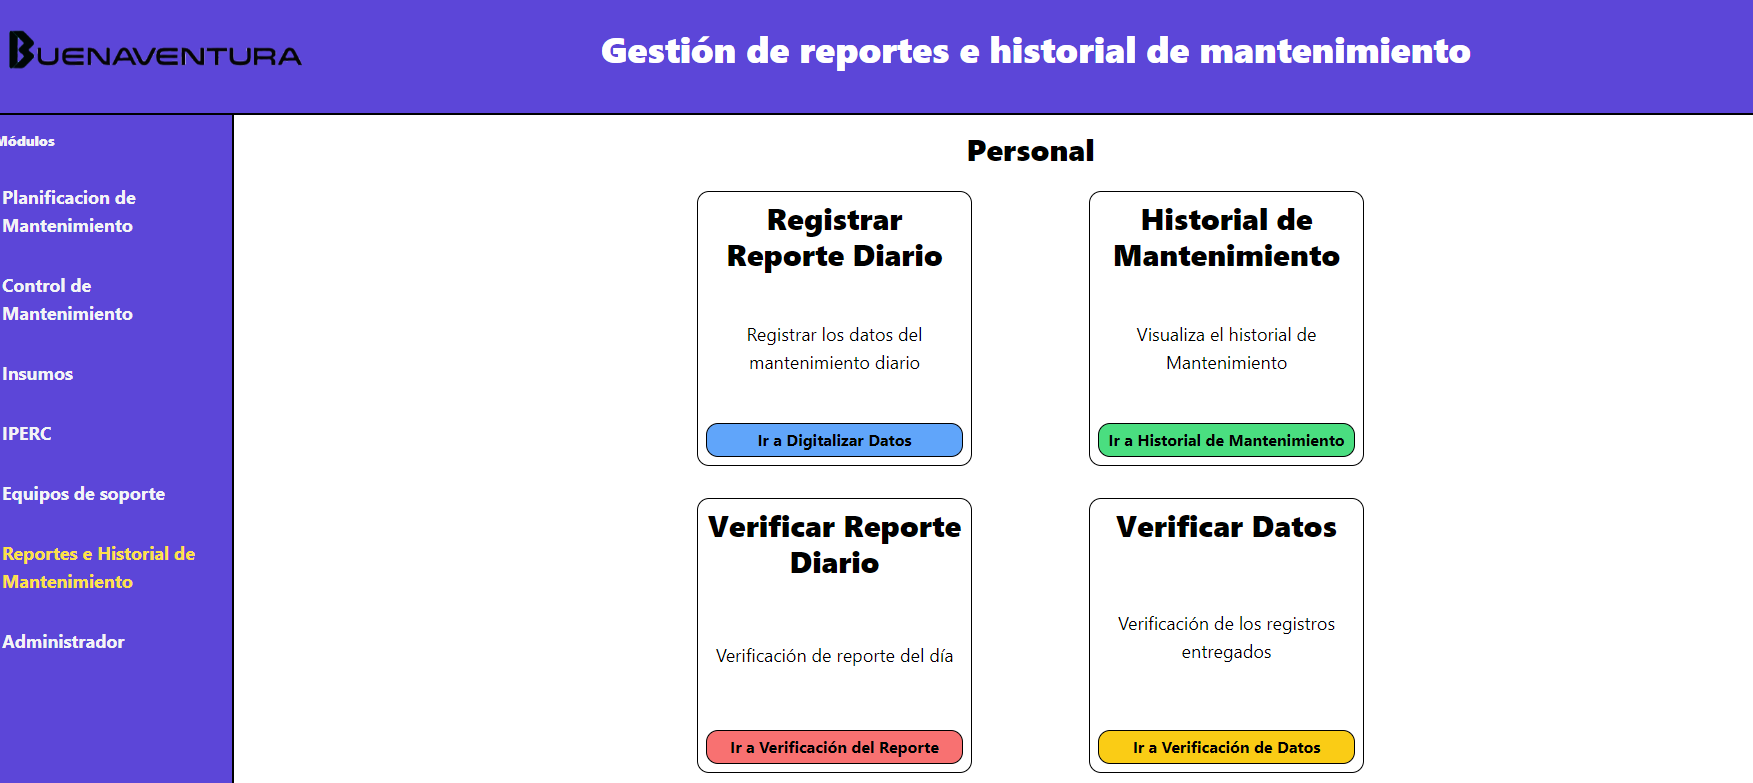 BUENAVENTURA
Gestión de reportes e historial de mantenimiento
Módulos
Planificacion de
Mantenimiento
Control de
Mantenimiento
Insumos
IPERC
Equipos de soporte
Reportes e Historial de
Mantenimiento
Administrador
Personal
Registrar
Reporte Diario
Registrar los datos del
mantenimiento diario
Ir a Digitalizar Datos
Historial de
Mantenimiento
Visualiza el historial de
Mantenimiento
Ir a Historial de Mantenimiento
Verificar Reporte
Diario
Verificación de reporte del día
Ir a Verificación del Reporte
Verificar Datos
Verificación de los registros
entregados
Ir a Verificación de Datos